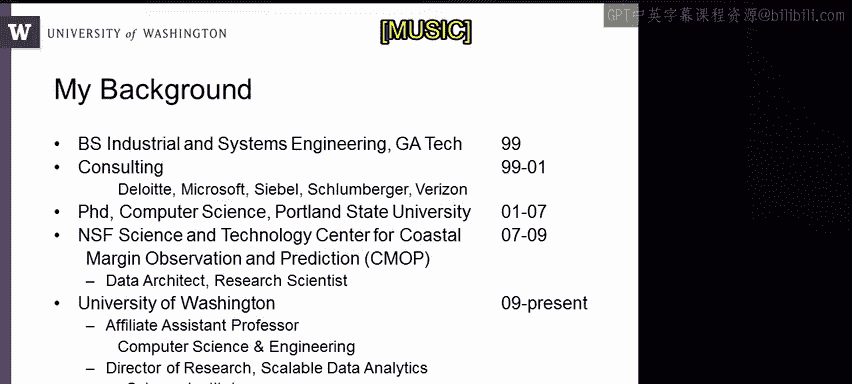 GPT中英字幕课程资源@bilibili.com
W UNIVERSITY of WASHINGTON
[MUSIC]
My Background
• BS Industrial and Systems Engineering, GA Tech 99
• Consulting 99-01
Deloitte, Microsoft, Siebel, Schlumberger, Verizon
• Phd, Computer Science, Portland State University 01-07
• NSF Science and Technology Center for Coastal 07-09
Margin Observation and Prediction (CMOP)
– Data Architect, Research Scientist
• University of Washington 09-present
– Affiliate Assistant Professor
Computer Science & Engineering
– Director of Research, Scalable Data Analytics